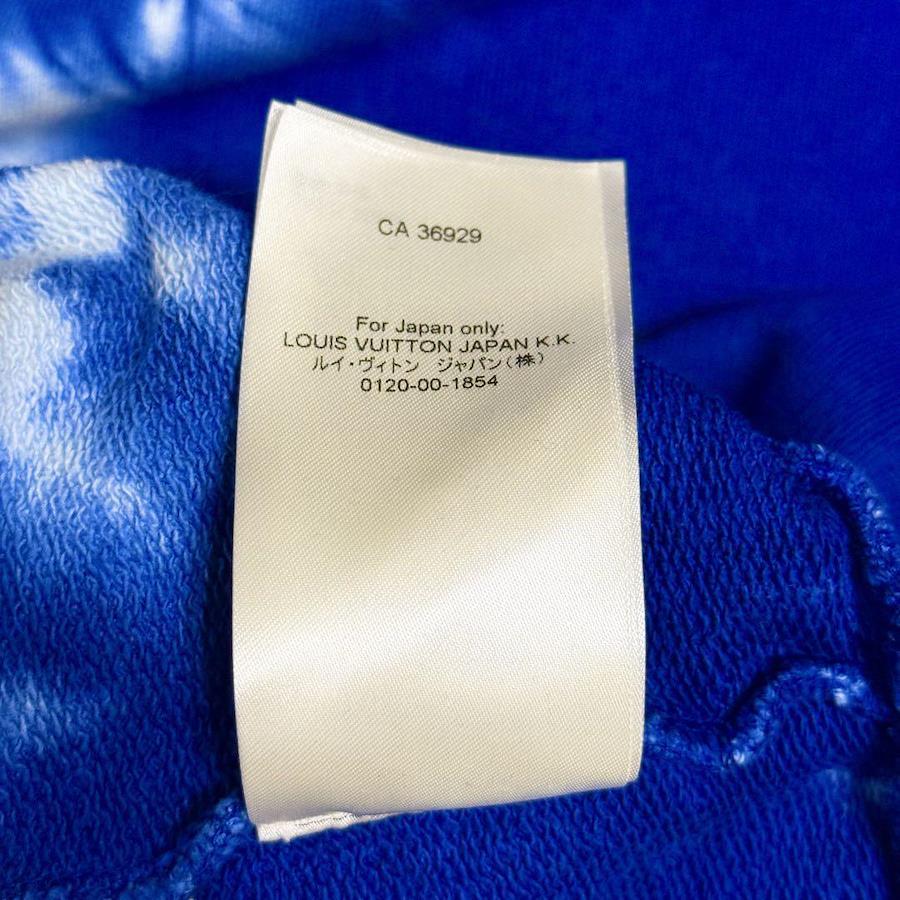 CA 36929
For Japan only:
LOUIS VUITTON JAPAN K.K.
ルイ・ヴィトン ジャパン(株)
0120-00-1854